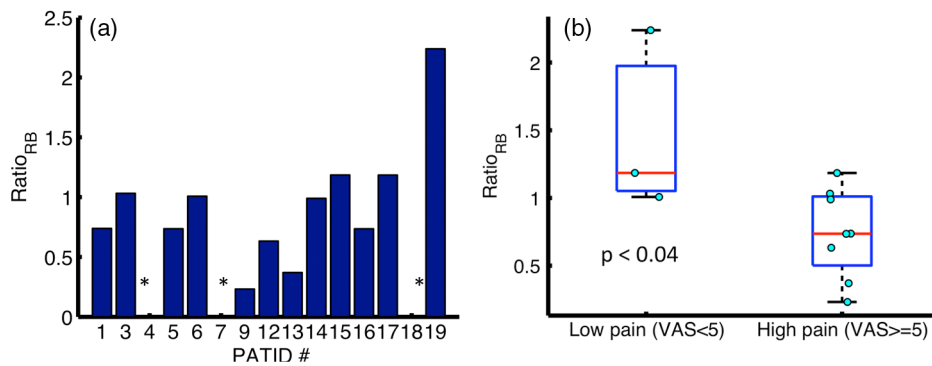 (a)
Ratio_RB
2.5
2
1.5
1
0.5
0
* * *
1 3 4 5 6 7 9 12 13 14 15 16 17 18 19
PATID #
(b)
Ratio_RB
2
1.5
1
0.5
p < 0.04
Low pain (VAS<5) High pain (VAS>=5)